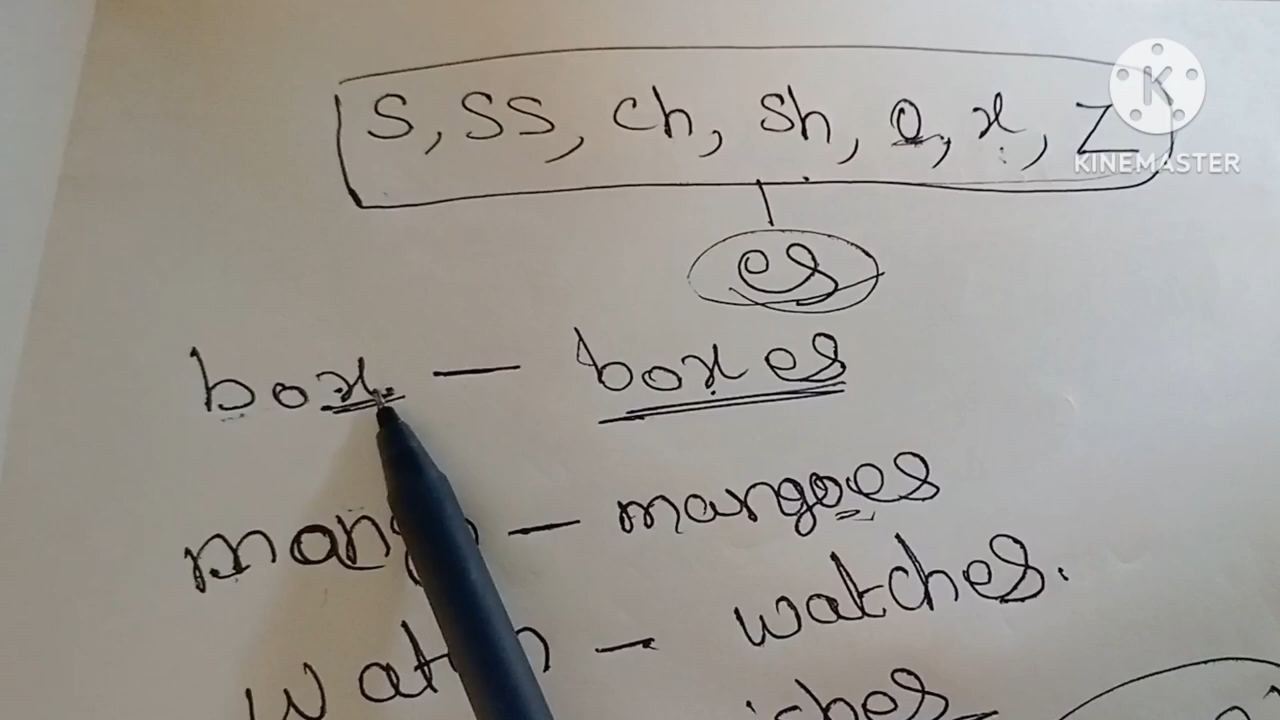 S, SS, Ch, Sh, O, x, Z
K
KINEMASTER
es
box. — boxes
— mangoes
— watches.